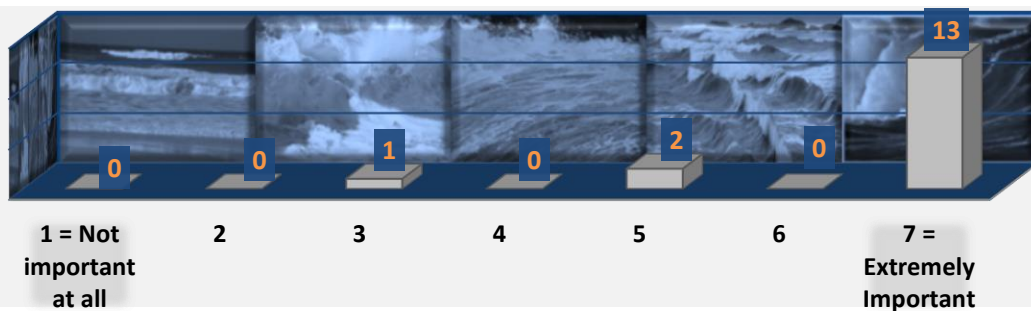 13
0 0 1 0 2 0
1 = Not 2 3 4 5 6 7 =
important Extremely
at all Important